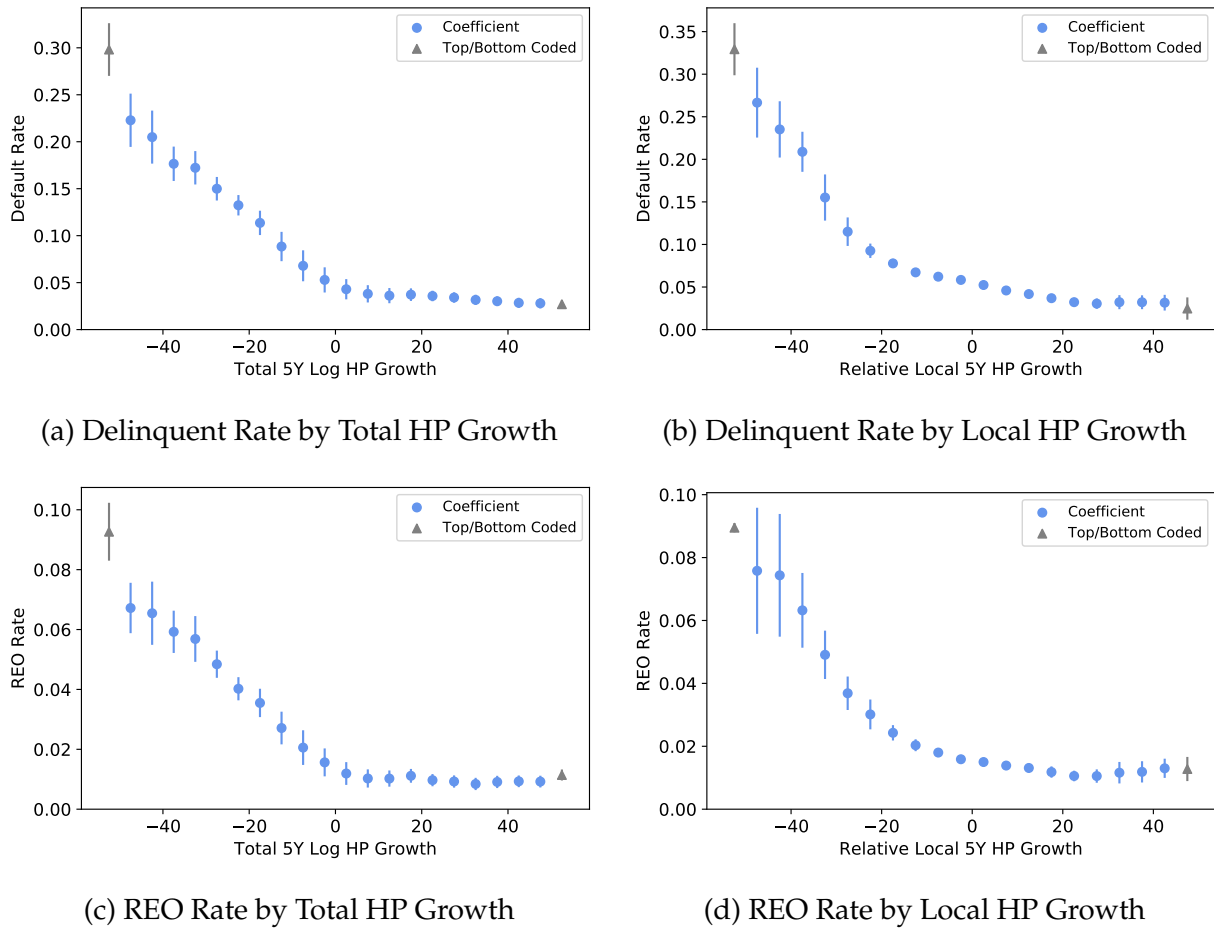 Coefficient
Top/Bottom Coded
0.30
0.25
0.20
0.15
0.10
0.05
0.00
Default Rate
−40 −20 0 20 40
Total 5Y Log HP Growth
(a) Delinquent Rate by Total HP Growth
Coefficient
Top/Bottom Coded
0.35
0.30
0.25
0.20
0.15
0.10
0.05
0.00
Default Rate
−40 −20 0 20 40
Relative Local 5Y HP Growth
(b) Delinquent Rate by Local HP Growth
Coefficient
Top/Bottom Coded
0.10
0.08
0.06
0.04
0.02
0.00
REO Rate
−40 −20 0 20 40
Total 5Y Log HP Growth
(c) REO Rate by Total HP Growth
Coefficient
Top/Bottom Coded
0.10
0.08
0.06
0.04
0.02
0.00
REO Rate
−40 −20 0 20 40
Relative Local 5Y HP Growth
(d) REO Rate by Local HP Growth